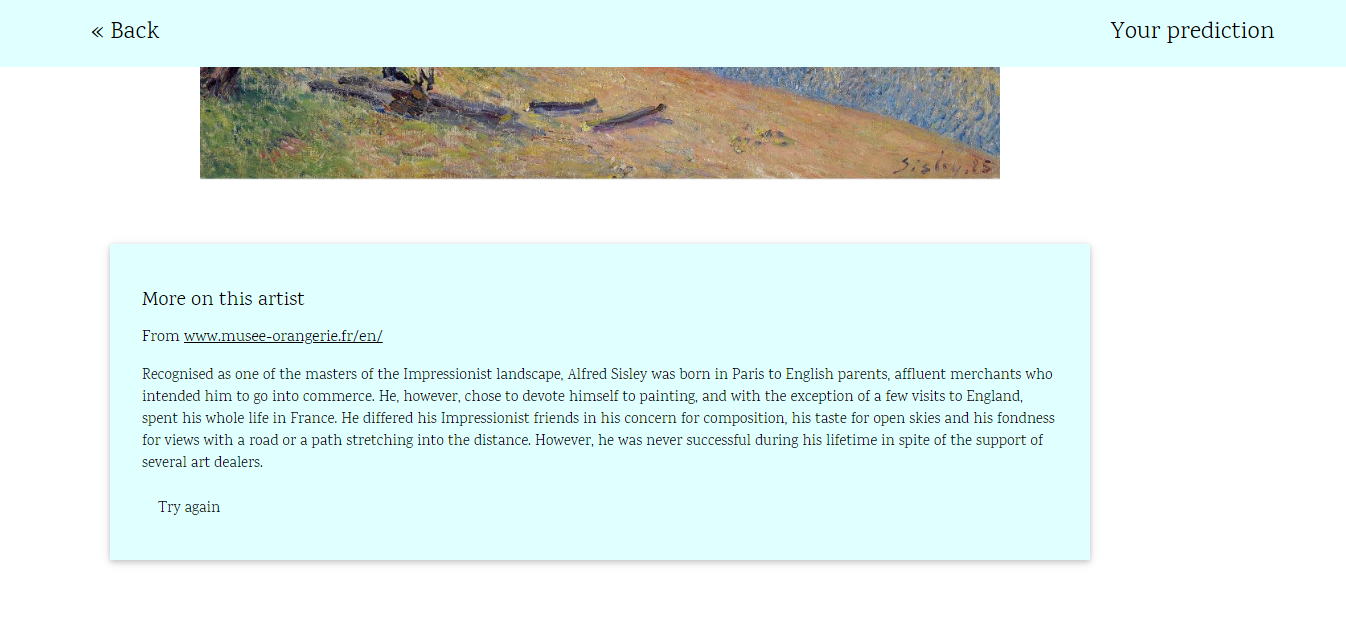 « Back
Your prediction
Sisley.85
More on this artist
From www.musee-orangerie.fr/en/
Recognised as one of the masters of the Impressionist landscape, Alfred Sisley was born in Paris to English parents, affluent merchants who
intended him to go into commerce. He, however, chose to devote himself to painting, and with the exception of a few visits to England,
spent his whole life in France. He differed his Impressionist friends in his concern for composition, his taste for open skies and his fondness
for views with a road or a path stretching into the distance. However, he was never successful during his lifetime in spite of the support of
several art dealers.
Try again